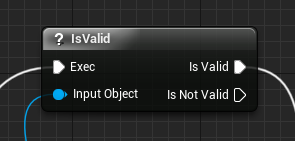 ? IsValid
Exec Is Valid
Input Object Is Not Valid